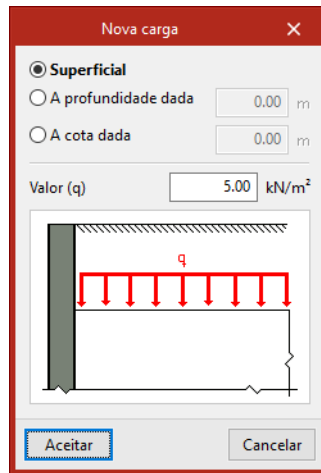 Nova carga
Superficial
A profundidade dada 0.00 m
A cota dada 0.00 m
Valor (q) 5.00 kN/m²
q
Aceitar Cancelar